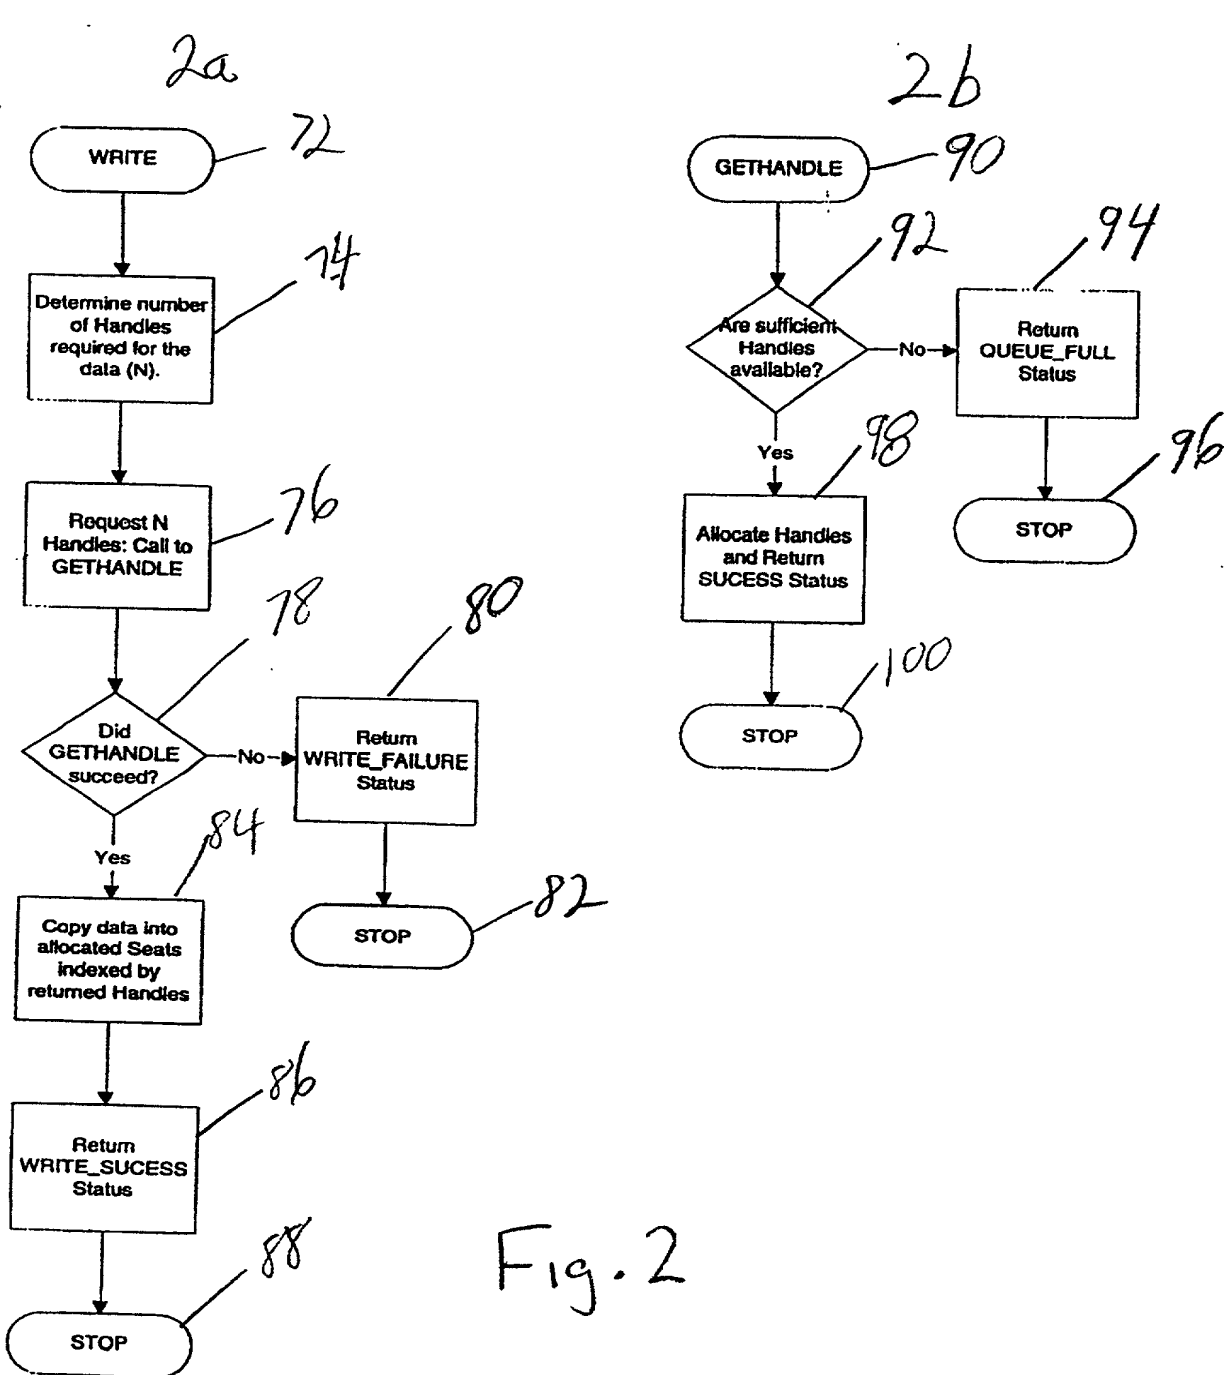 2a
WRITE
72
Determine number
of Handles
required for the
data (N).
74
Request N
Handles: Call to
GETHANDLE
76
Did
GETHANDLE
succeed?
78
No
Return
WRITE_FAILURE
Status
80
STOP
82
Yes
Copy data into
allocated Seats
indexed by
returned Handles
84
Return
WRITE_SUCESS
Status
86
STOP
88
2b
GETHANDLE
90
Are sufficient
Handles
available?
92
No
Return
QUEUE_FULL
Status
94
STOP
96
Yes
Allocate Handles
and Return
SUCESS Status
98
STOP
100
Fig. 2